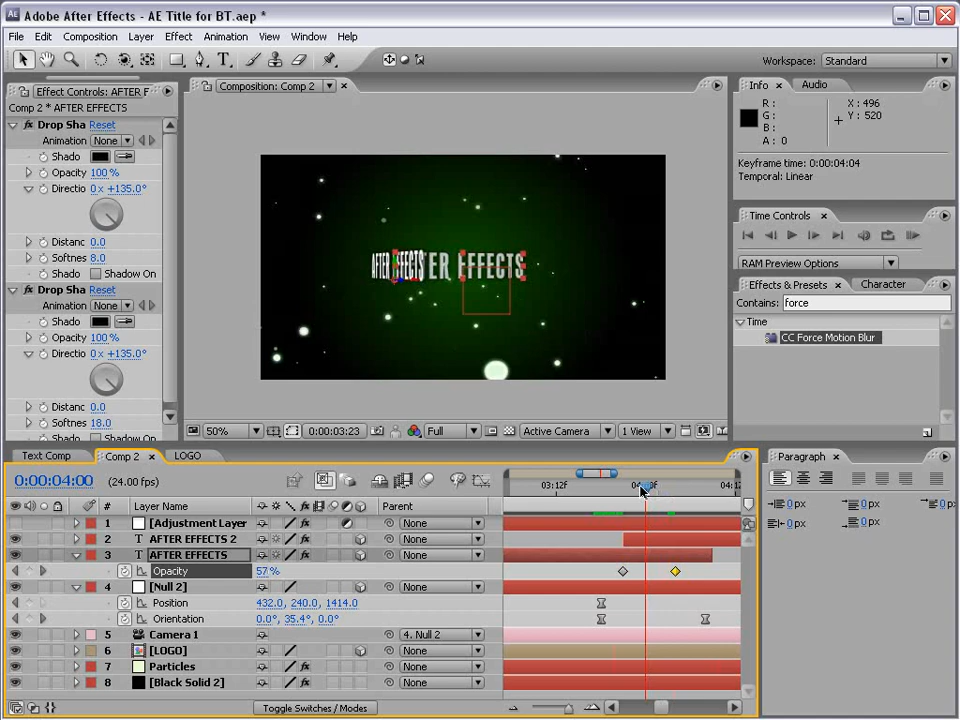 Adobe After Effects - AE Title for BT.aep *
File Edit Composition Layer Effect Animation View Window Help
Workspace: Standard
Effect Controls: AFTER F
Comp 2 * AFTER EFFECTS
Drop Sha Reset
Animation None
Shado
Opacity 100 %
Directio 0 x +135.0°
Distanc 0.0
Softnes 8.0
Shado Shadow On
Drop Sha Reset
Animation None
Shado
Opacity 100 %
Directio 0 x +135.0°
Distanc 0.0
Softnes 18.0
Shado Shadow On
Composition: Comp 2
AFTER EFFECTS ER EFFECTS
50% 0:00:03:23 Full Active Camera 1 View
Info Audio
R : X : 496
G : Y : 520
B :
A : 0
Keyframe time: 0:00:04:04
Temporal: Linear
Time Controls
RAM Preview Options
Effects & Presets Character
Contains: force
Time
CC Force Motion Blur
Text Comp Comp 2 LOGO
0:00:04:00 (24.00 fps)
03:12f 04:00f 04:12
# Layer Name Parent
1 [Adjustment Layer None
2 T AFTER EFFECTS 2 None
3 T AFTER EFFECTS None
Opacity 57 %
4 [Null 2] None
Position 432.0, 240.0, 1414.0
Orientation 0.0°, 35.4°, 0.0°
5 Camera 1 4. Null 2
6 [LOGO] None
7 Particles None
8 [Black Solid 2] None
Toggle Switches / Modes
Paragraph
0 px 0 px 0 px
0 px 0 px